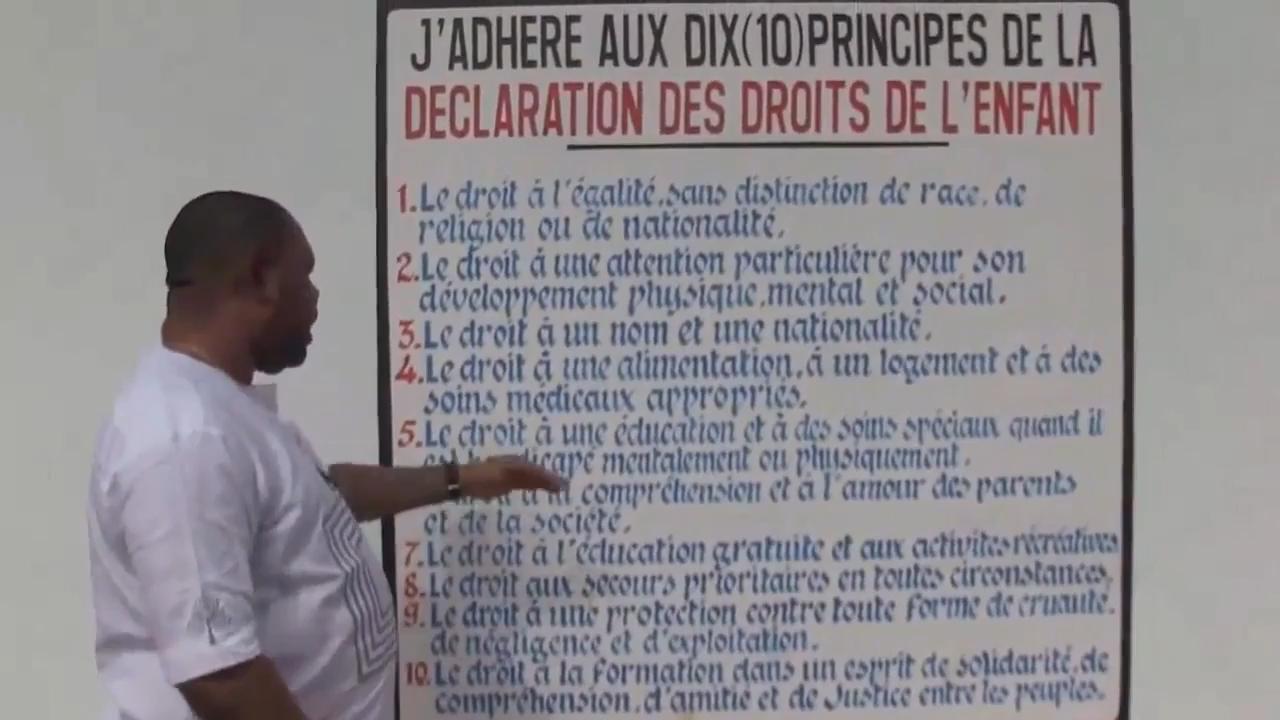 J'ADHERE AUX DIX(10)PRINCIPES DE LA
DECLARATION DES DROITS DE L'ENFANT
1. Le droit à l'égalité, sans distinction de race, de
religion ou de nationalité.
2. Le droit à une attention particulière pour son
développement physique, mental et social.
3. Le droit à un nom et une nationalité.
4. Le droit à une alimentation, à un logement et à des
soins médicaux appropriés.
5. Le droit à une éducation et à des soins spéciaux quand il
mentalement ou physiquement.
compréhension et à l'amour des parents
et de la société.
7. Le droit à l'éducation gratuite et aux activités récréatives
8. Le droit aux secours prioritaires en toutes circonstances,
9. Le droit à une protection contre toute forme de cruauté,
de négligence et d'exploitation.
10. Le droit à la formation dans un esprit de solidarité, de
compréhension, d'amitié et de Justice entre les peuples.